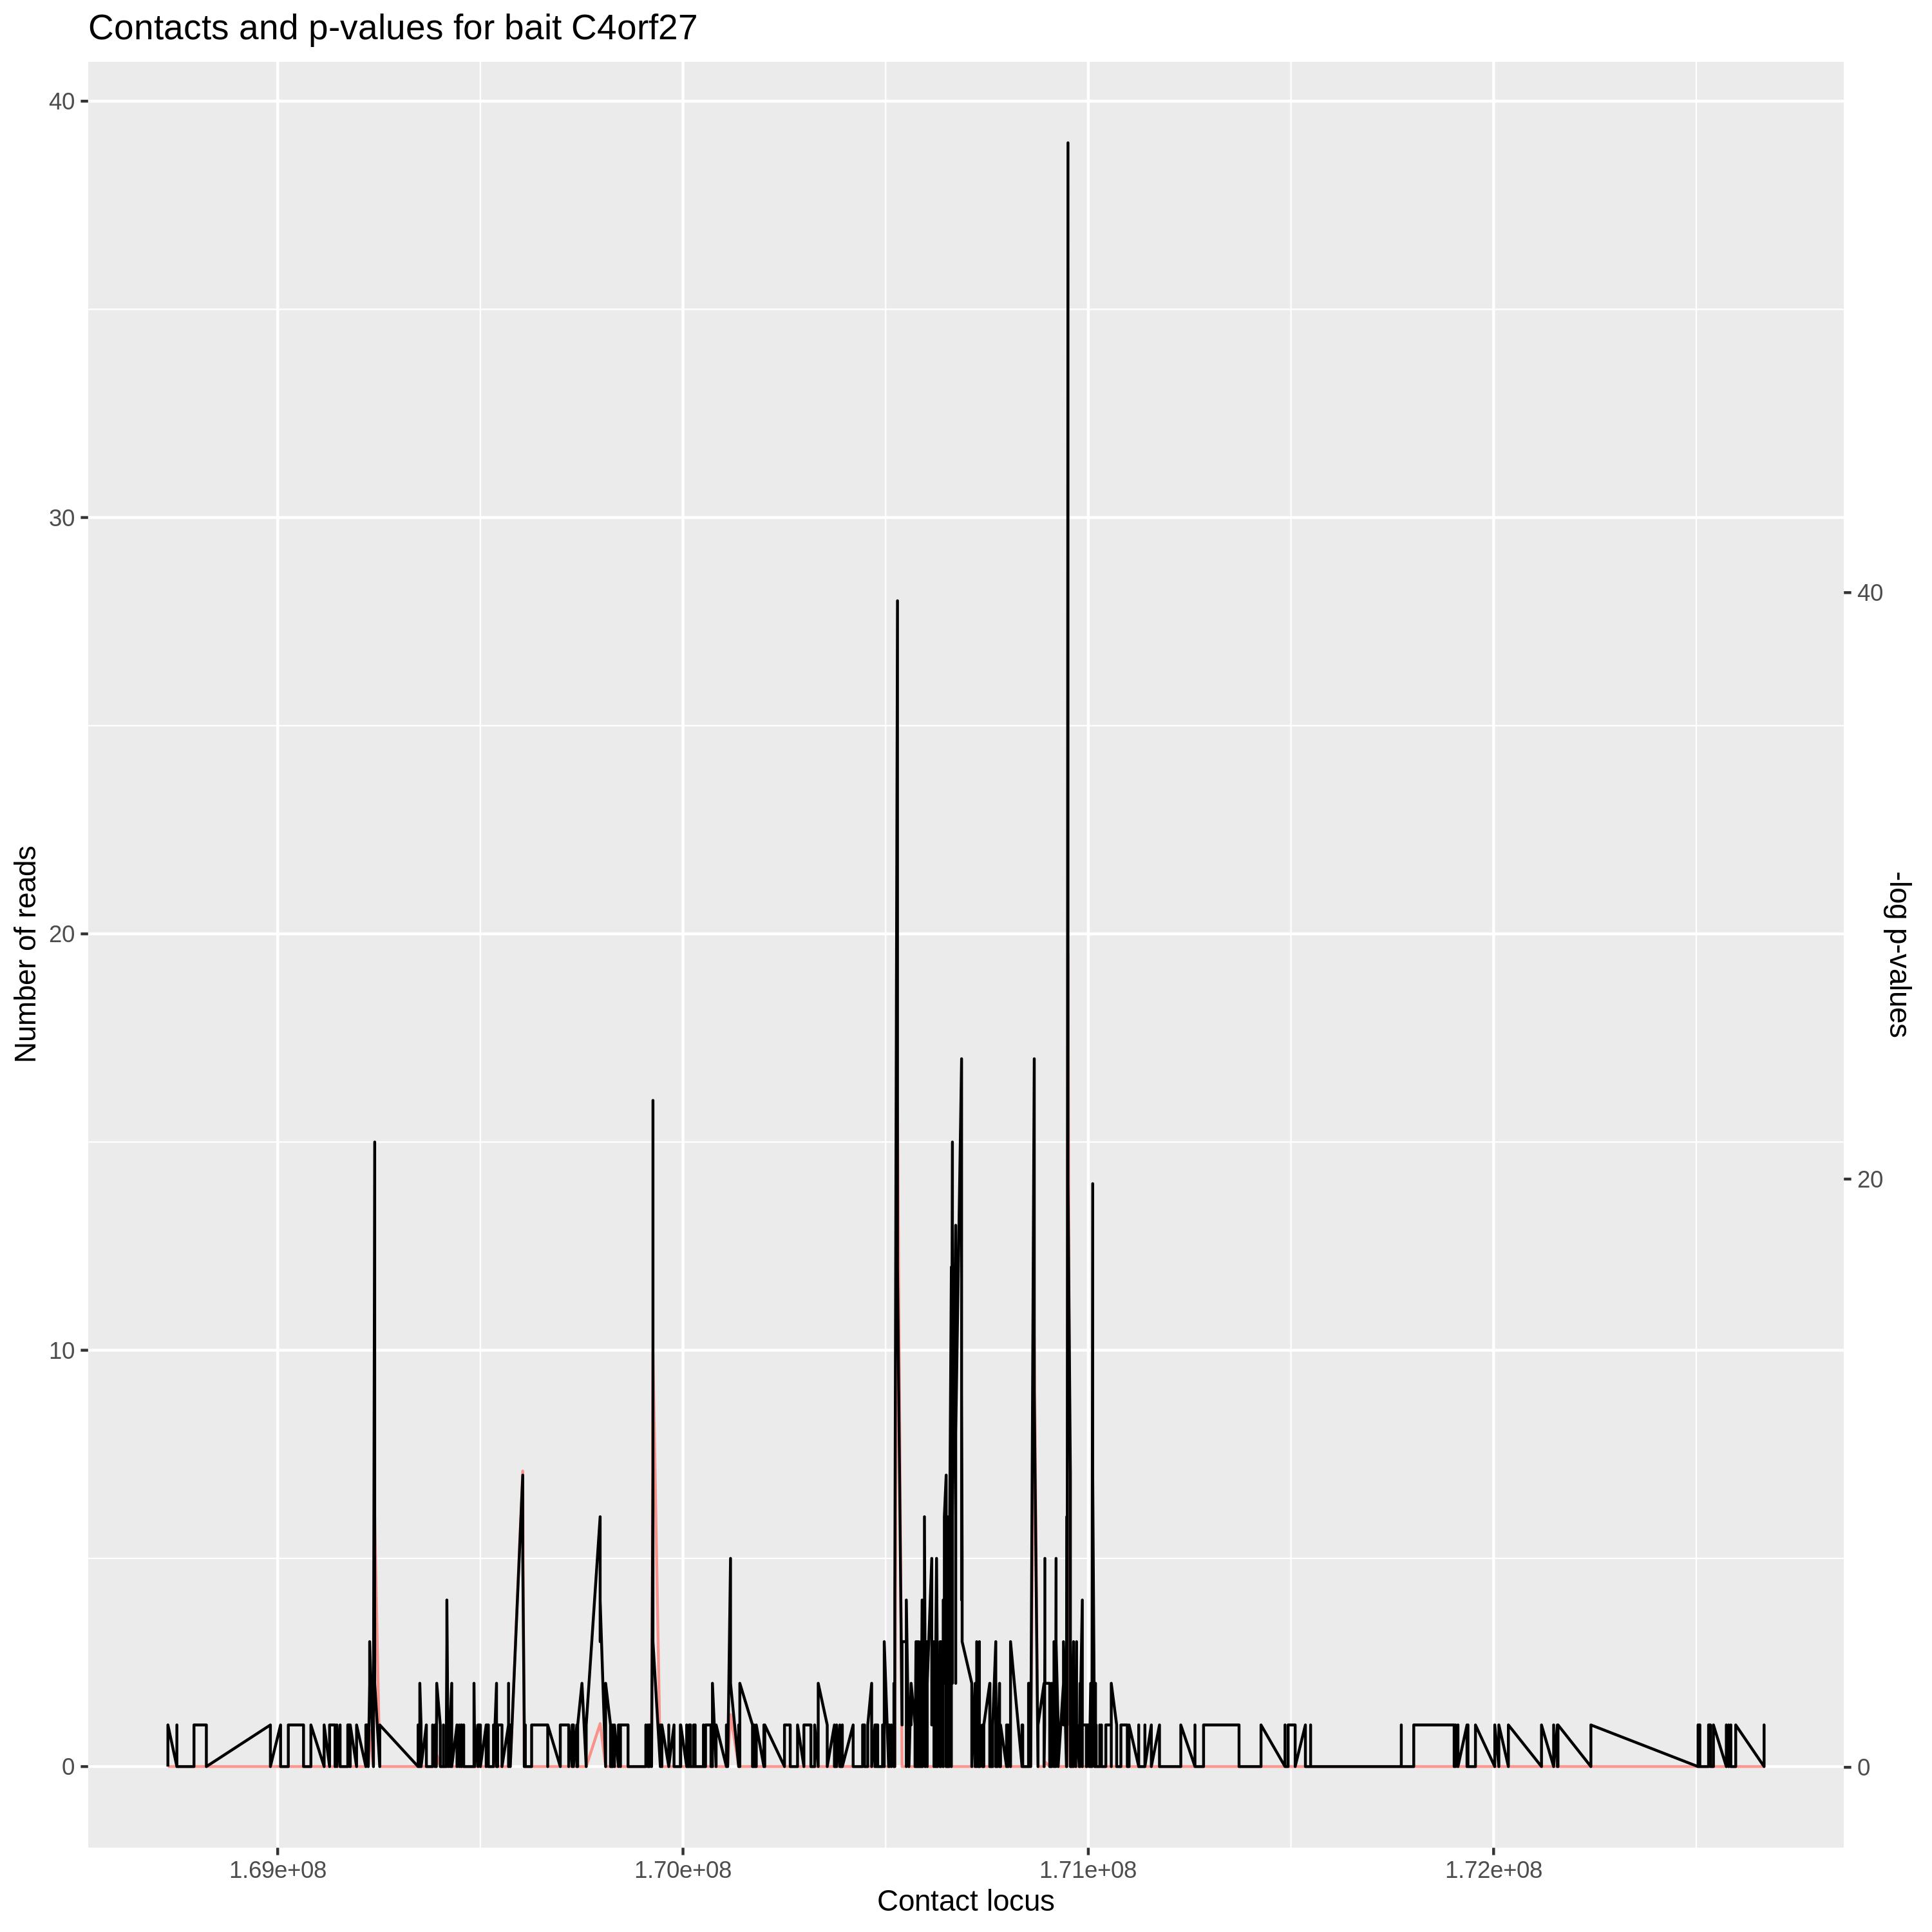 Contacts and p-values for bait C4orf27
40
30
20
10
0
Number of reads
40
20
0
-log p-values
1.69e+08
1.70e+08
1.71e+08
1.72e+08
Contact locus